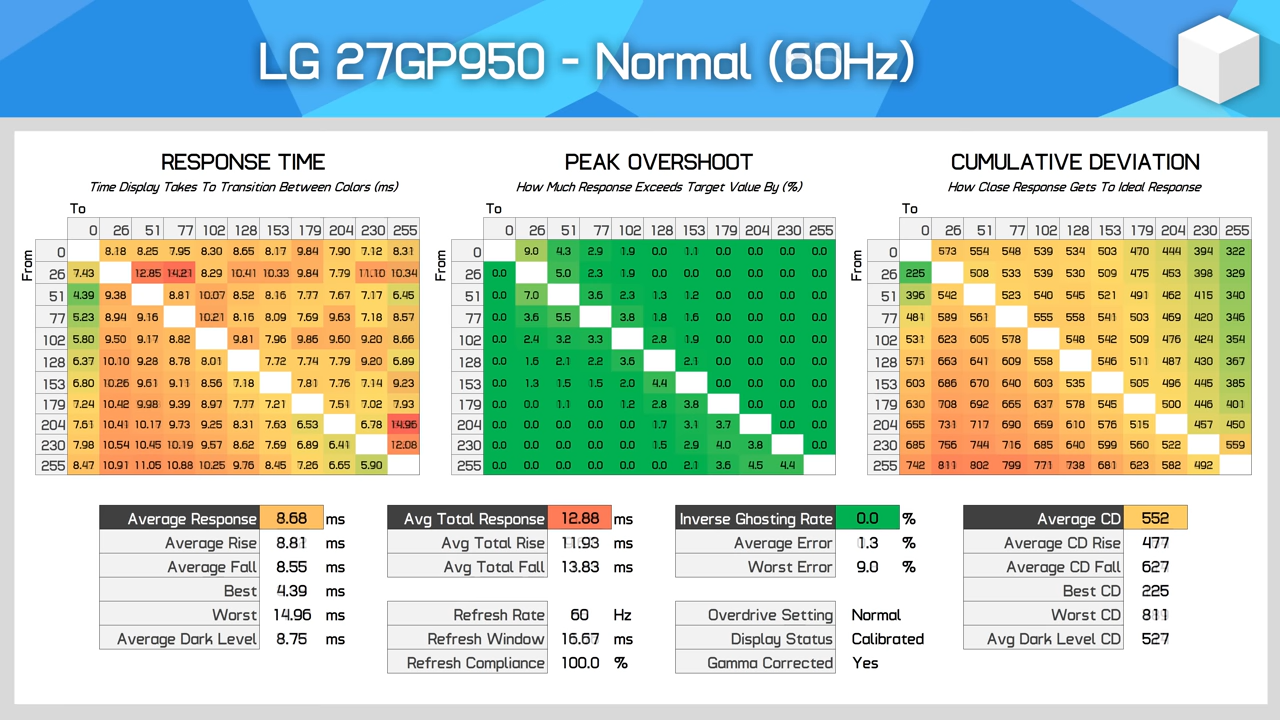 LG 27GP950 - Normal (60Hz)
RESPONSE TIME
Time Display Takes To Transition Between Colors (ms)
To
From
0 26 51 77 102 128 153 179 204 230 255
0 8.18 8.25 7.95 8.30 8.65 8.17 9.84 7.90 7.12 8.31
26 7.43 12.85 14.21 8.29 10.41 10.33 9.84 7.79 11.10 10.34
51 4.39 9.38 8.81 10.07 8.52 8.16 7.77 7.67 7.17 6.45
77 5.23 8.94 9.16 10.21 8.16 8.09 7.69 9.53 7.18 8.57
102 5.80 9.50 9.17 8.82 9.81 7.96 9.86 9.60 9.20 8.66
128 6.37 10.10 9.28 8.78 8.01 7.72 7.74 7.79 9.20 6.89
153 6.80 10.26 9.61 9.11 8.56 7.18 7.81 7.76 7.14 9.23
179 7.24 10.42 9.98 9.39 8.97 7.77 7.21 7.51 7.02 7.93
204 7.61 10.41 10.17 9.73 9.25 8.31 7.63 6.53 6.78 14.96
230 7.98 10.54 10.45 10.19 9.57 8.62 7.69 6.89 6.41 12.08
255 8.47 10.91 11.05 10.88 10.25 9.76 8.45 7.26 6.65 5.90
PEAK OVERSHOOT
How Much Response Exceeds Target Value By (%)
To
From
0 26 51 77 102 128 153 179 204 230 255
0 9.0 4.3 2.9 1.9 0.0 1.1 0.0 0.0 0.0 0.0
26 0.0 5.0 2.3 1.9 0.0 0.0 0.0 0.0 0.0 0.0
51 0.0 7.0 3.6 2.3 1.3 1.2 0.0 0.0 0.0 0.0
77 0.0 3.6 5.5 3.8 1.8 1.6 0.0 0.0 0.0 0.0
102 0.0 2.4 3.2 3.3 2.8 1.9 0.0 0.0 0.0 0.0
128 0.0 1.6 2.1 2.2 3.6 2.1 0.0 0.0 0.0 0.0
153 0.0 1.3 1.5 1.5 2.0 4.4 0.0 0.0 0.0 0.0
179 0.0 0.0 1.1 0.0 1.2 2.8 3.8 0.0 0.0 0.0
204 0.0 0.0 0.0 0.0 0.0 1.7 3.1 3.7 0.0 0.0
230 0.0 0.0 0.0 0.0 0.0 1.5 2.9 4.0 3.8 0.0
255 0.0 0.0 0.0 0.0 0.0 0.0 2.1 3.6 4.5 4.4
CUMULATIVE DEVIATION
How Close Response Gets To Ideal Response
To
From
0 26 51 77 102 128 153 179 204 230 255
0 573 554 548 539 534 503 470 444 394 322
26 225 508 533 539 530 509 475 453 398 329
51 396 542 523 540 545 521 491 462 415 340
77 481 589 561 555 558 541 503 469 420 346
102 531 623 605 578 548 542 509 476 424 354
128 571 663 641 609 558 546 511 487 430 367
153 603 686 670 640 603 535 505 496 445 385
179 630 708 692 665 637 578 545 500 446 401
204 655 731 717 690 659 610 576 515 457 450
230 685 756 744 716 685 640 599 560 522 559
255 742 811 802 799 771 738 681 623 582 492
Average Response 8.68 ms
Average Rise 8.81 ms
Average Fall 8.55 ms
Best 4.39 ms
Worst 14.96 ms
Average Dark Level 8.75 ms
Avg Total Response 12.88 ms
Avg Total Rise 11.93 ms
Avg Total Fall 13.83 ms
Refresh Rate 60 Hz
Refresh Window 16.67 ms
Refresh Compliance 100.0 %
Inverse Ghosting Rate 0.0 %
Average Error 1.3 %
Worst Error 9.0 %
Overdrive Setting Normal
Display Status Calibrated
Gamma Corrected Yes
Average CD 552
Average CD Rise 477
Average CD Fall 627
Best CD 225
Worst CD 811
Avg Dark Level CD 527